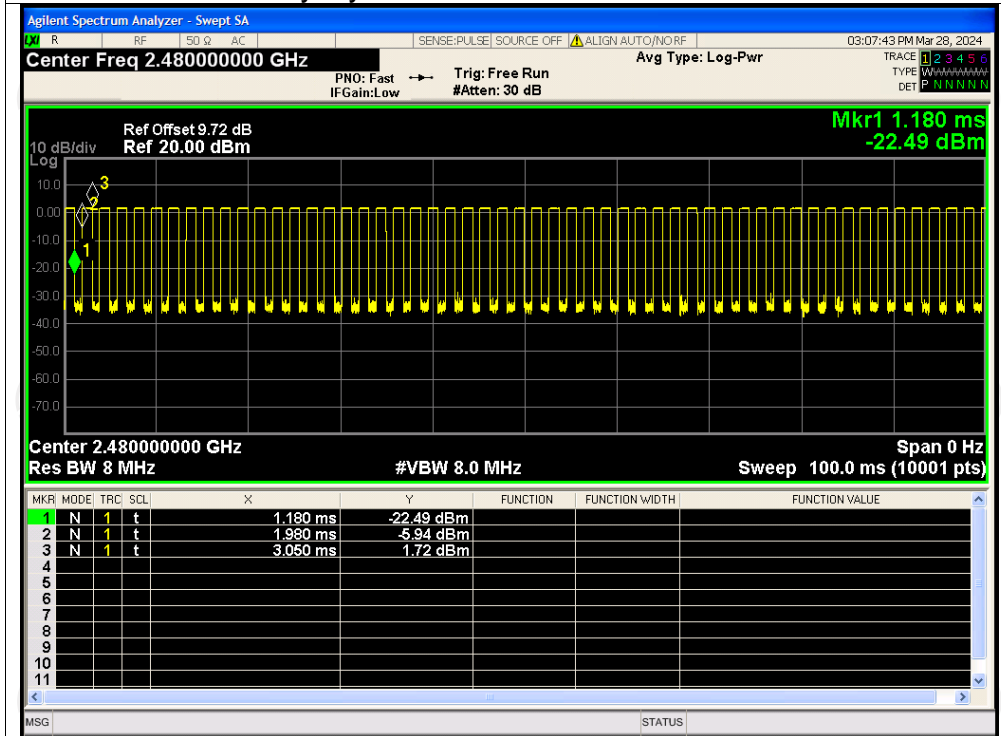 Agilent Spectrum Analyzer - Swept SA
LXI R RF 50 Ω AC SENSE:PULSE SOURCE OFF ALIGN AUTO/NO RF 03:07:43 PM Mar 28, 2024
Center Freq 2.480000000 GHz Avg Type: Log-Pwr TRACE 1 2 3 4 5 6
PNO: Fast Trig: Free Run TYPE WWWWWW
IFGain:Low #Atten: 30 dB DET P N N N N N
Ref Offset 9.72 dB Mkr1 1.180 ms
10 dB/div Ref 20.00 dBm -22.49 dBm
Log
10.0
3
0.00
2
-10.0
1
-20.0
-30.0
-40.0
-50.0
-60.0
-70.0
Center 2.480000000 GHz Span 0 Hz
Res BW 8 MHz #VBW 8.0 MHz Sweep 100.0 ms (10001 pts)
MKR MODE TRC SCL X Y FUNCTION FUNCTION WIDTH FUNCTION VALUE
1 N 1 t 1.180 ms -22.49 dBm
2 N 1 t 1.980 ms -5.94 dBm
3 N 1 t 3.050 ms 1.72 dBm
4
5
6
7
8
9
10
11
MSG STATUS